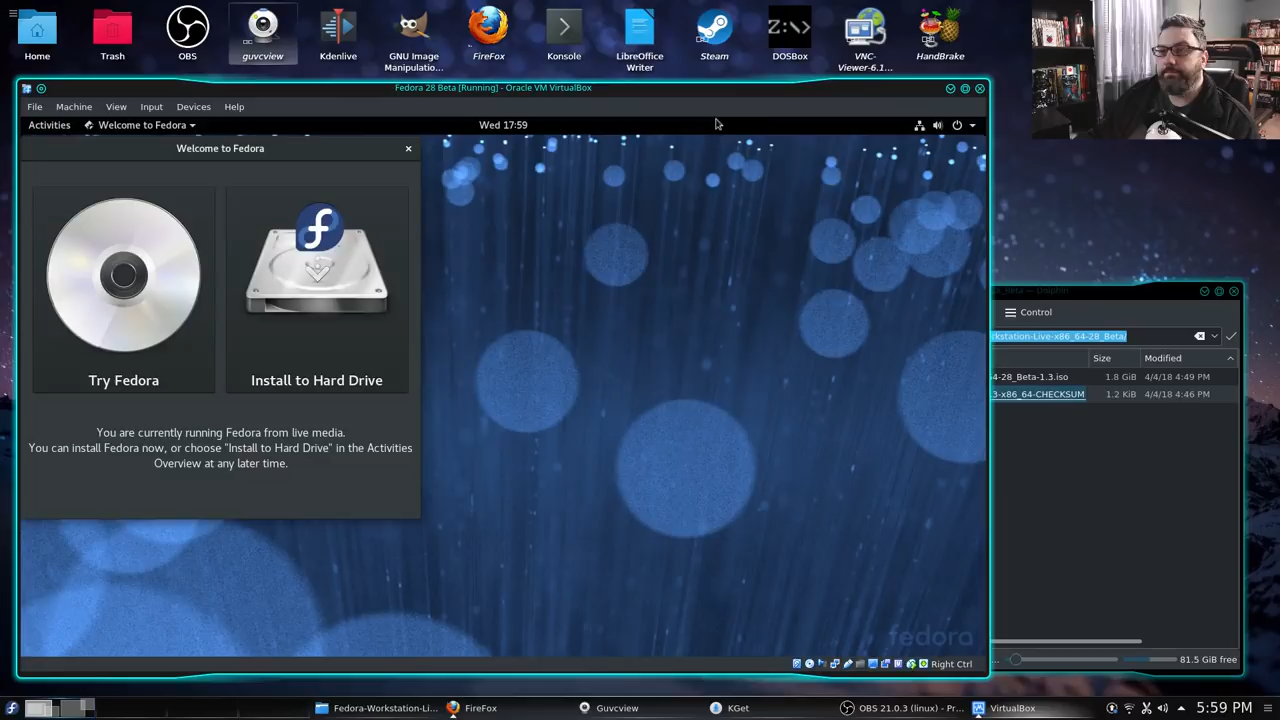 Home
Trash
OBS
guvcview
Kdenlive
GNU Image
Manipulatio...
FireFox
Konsole
LibreOffice
Writer
Steam
Z:\>
DOSBox
VNC-
Viewer-6.1...
HandBrake
Fedora 28 Beta [Running] - Oracle VM VirtualBox
File Machine View Input Devices Help
Activities Welcome to Fedora Wed 17:59
Welcome to Fedora
Try Fedora
Install to Hard Drive
You are currently running Fedora from live media.
You can install Fedora now, or choose "Install to Hard Drive" in the Activities
Overview at any later time.
fedora
Right Ctrl
_Beta — Dolphin
Control
rkstation-Live-x86_64-28_Beta/
Size Modified
4-28_Beta-1.3.iso 1.8 GiB 4/4/18 4:49 PM
3-x86_64-CHECKSUM 1.2 KiB 4/4/18 4:46 PM
... 81.5 GiB free
Fedora-Workstation-Li... FireFox Guvcview KGet OBS 21.0.3 (linux) - Pr... VirtualBox 5:59 PM